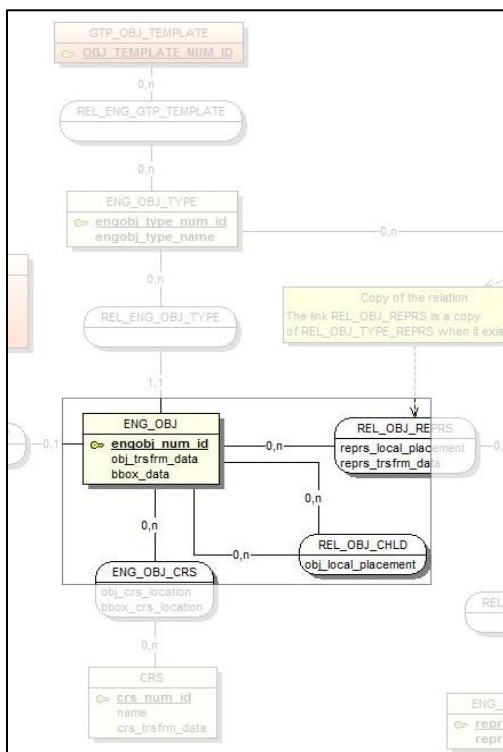 GTP_OBJ_TEMPLATE
OBJ_TEMPLATE_NUM_ID
0,n
REL_ENG_GTP_TEMPLATE
0,n
ENG_OBJ_TYPE
engobj_type_num_id
engobj_type_name
0,n
0,n
Copy of the relation
The link REL_OBJ_REPRS is a copy
of REL_OBJ_TYPE_REPRS when it exis
REL_ENG_OBJ_TYPE
1,1
ENG_OBJ
engobj_num_id
obj_trsfrm_data
bbox_data
0,1
0,n
REL_OBJ_REPRS
reprs_local_placement
reprs_trsfrm_data
0,n
0,n
0,n
0,n
REL_OBJ_CHLD
obj_local_placement
ENG_OBJ_CRS
obj_crs_location
bbox_crs_location
REL
0,n
CRS
crs_num_id
name
crs_trsfrm_data
ENG_
repr
repr